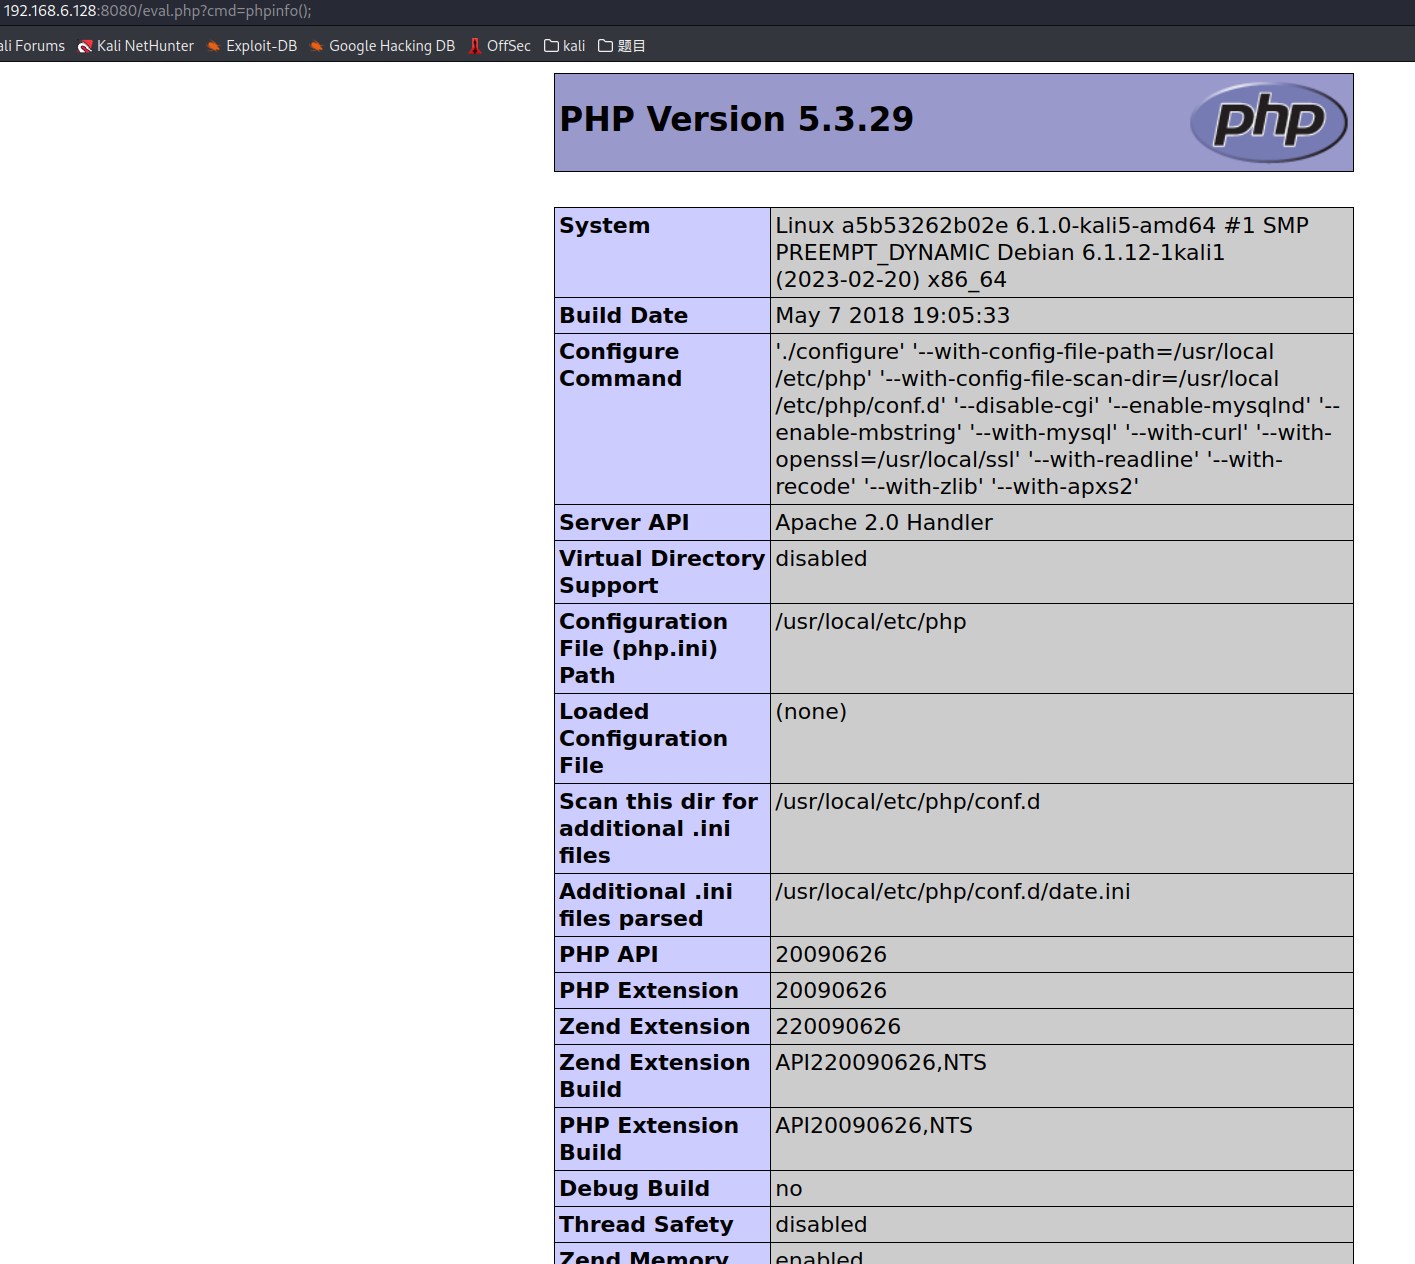 192.168.6.128:8080/eval.php?cmd=phpinfo();
ali Forums Kali NetHunter Exploit-DB Google Hacking DB OffSec kali 题目
PHP Version 5.3.29
php
System
Linux a5b53262b02e 6.1.0-kali5-amd64 #1 SMP
PREEMPT_DYNAMIC Debian 6.1.12-1kali1
(2023-02-20) x86_64
Build Date
May 7 2018 19:05:33
Configure
Command
'./configure' '--with-config-file-path=/usr/local
/etc/php' '--with-config-file-scan-dir=/usr/local
/etc/php/conf.d' '--disable-cgi' '--enable-mysqlnd' '--
enable-mbstring' '--with-mysql' '--with-curl' '--with-
openssl=/usr/local/ssl' '--with-readline' '--with-
recode' '--with-zlib' '--with-apxs2'
Server API
Apache 2.0 Handler
Virtual Directory
Support
disabled
Configuration
File (php.ini)
Path
/usr/local/etc/php
Loaded
Configuration
File
(none)
Scan this dir for
additional .ini
files
/usr/local/etc/php/conf.d
Additional .ini
files parsed
/usr/local/etc/php/conf.d/date.ini
PHP API
20090626
PHP Extension
20090626
Zend Extension
220090626
Zend Extension
Build
API220090626,NTS
PHP Extension
Build
API20090626,NTS
Debug Build
no
Thread Safety
disabled
Zend Memory
enabled